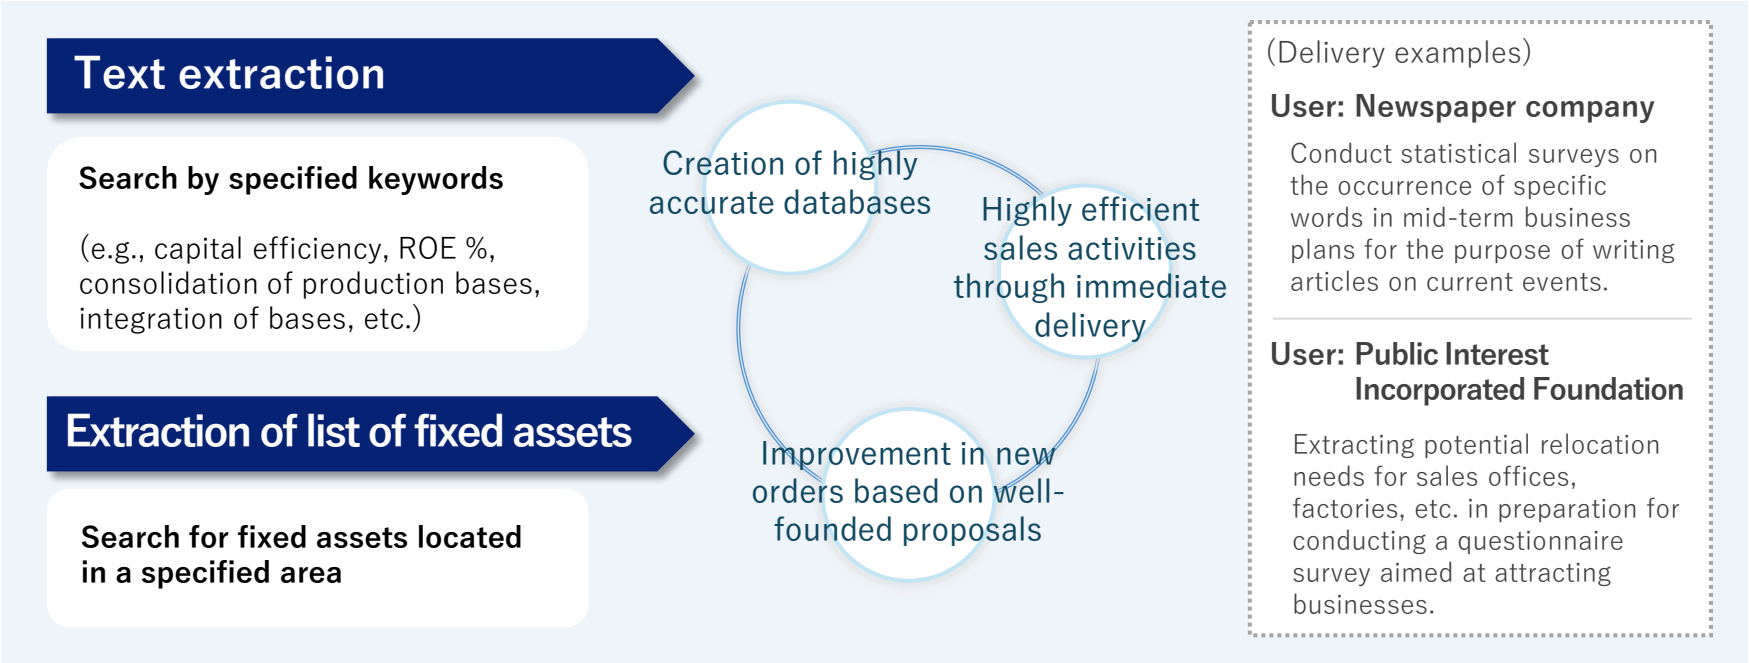 Text extraction
Search by specified keywords
(e.g., capital efficiency, ROE %,
consolidation of production bases,
integration of bases, etc.)
Extraction of list of fixed assets
Search for fixed assets located
in a specified area
Creation of highly
accurate databases
Highly efficient
sales activities
through immediate
delivery
Improvement in new
orders based on well-
founded proposals
(Delivery examples)
User: Newspaper company
Conduct statistical surveys on
the occurrence of specific
words in mid-term business
plans for the purpose of writing
articles on current events.
User: Public Interest
Incorporated Foundation
Extracting potential relocation
needs for sales offices,
factories, etc. in preparation for
conducting a questionnaire
survey aimed at attracting
businesses.